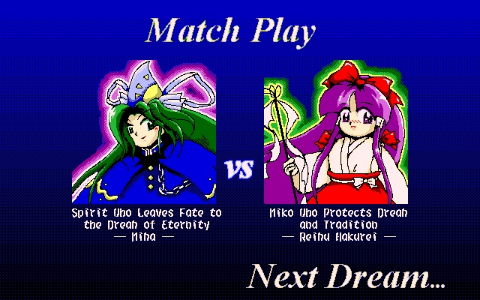 Match Play
vs
Spirit Who Leaves Fate to
the Dream of Eternity
— Mima —
Miko Who Protects Dream
and Tradition
— Reimu Hakurei —
Next Dream...